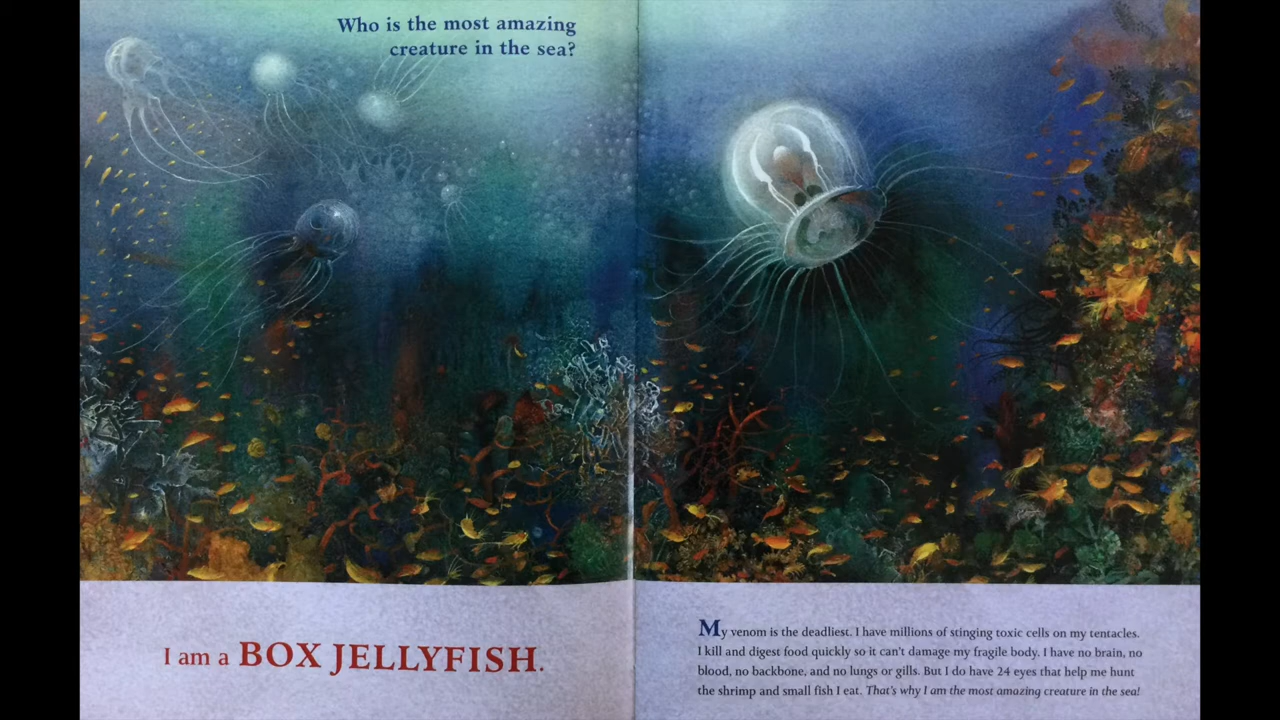 Who is the most amazing
creature in the sea?
I am a BOX JELLYFISH.
My venom is the deadliest. I have millions of stinging toxic cells on my tentacles.
I kill and digest food quickly so it can't damage my fragile body. I have no brain, no
blood, no backbone, and no lungs or gills. But I do have 24 eyes that help me hunt
the shrimp and small fish I eat. That's why I am the most amazing creature in the sea!